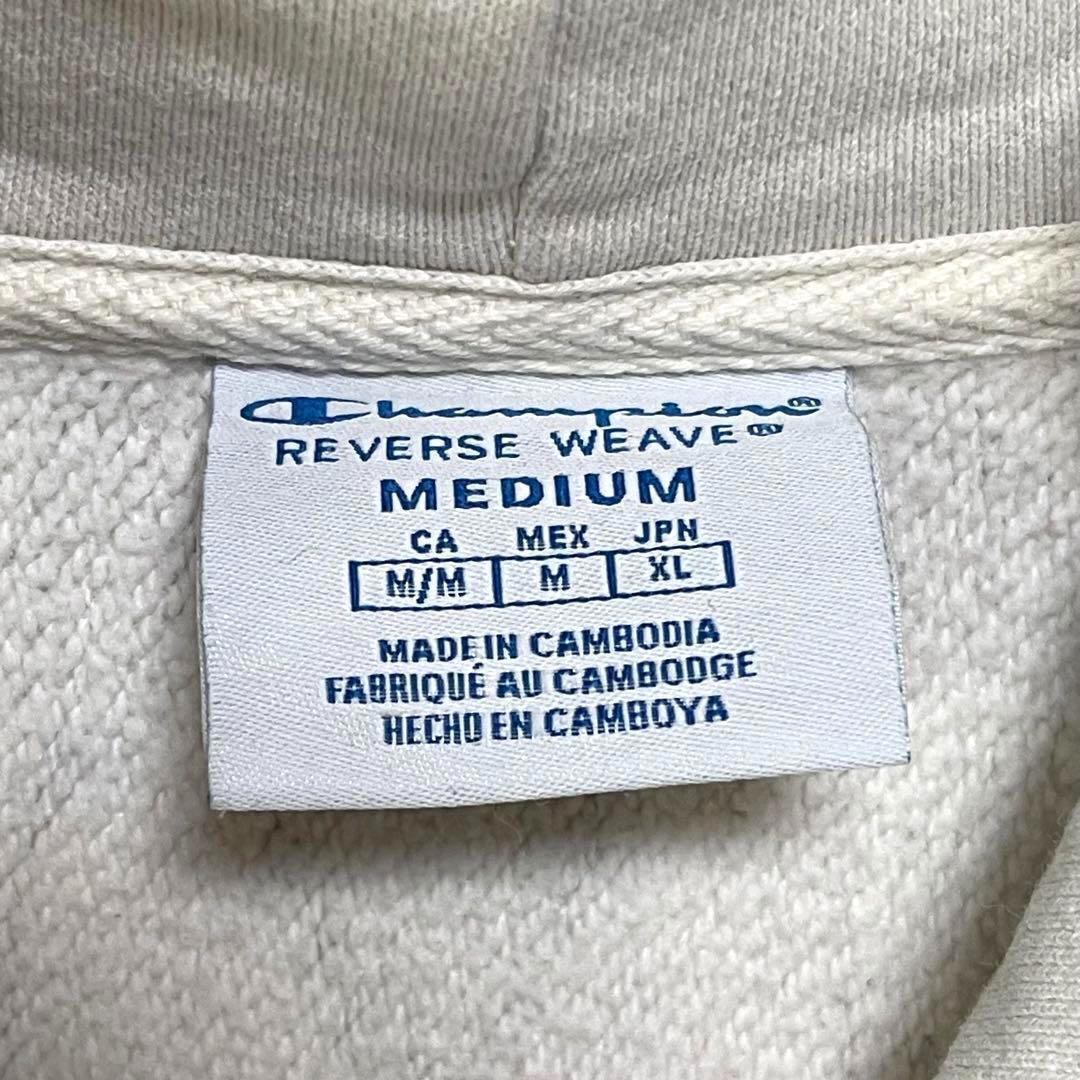 Champion®
REVERSE WEAVE®
MEDIUM
CA MEX JPN
M/M M XL
MADE IN CAMBODIA
FABRIQUÉ AU CAMBODGE
HECHO EN CAMBOYA